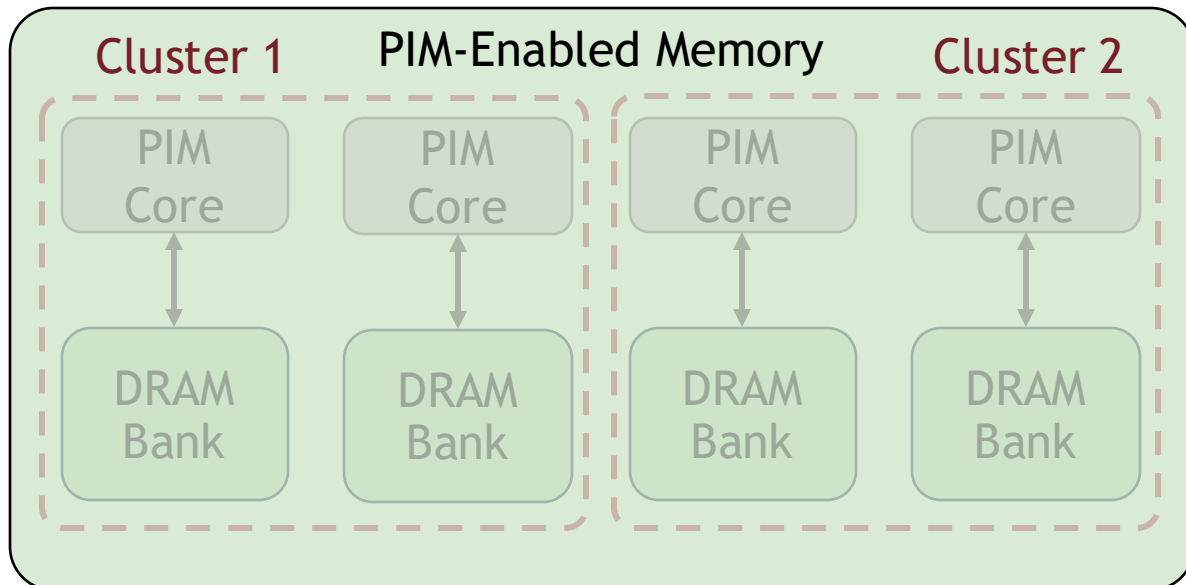 Cluster 1
PIM-Enabled Memory
Cluster 2
PIM
Core
PIM
Core
PIM
Core
PIM
Core
DRAM
Bank
DRAM
Bank
DRAM
Bank
DRAM
Bank